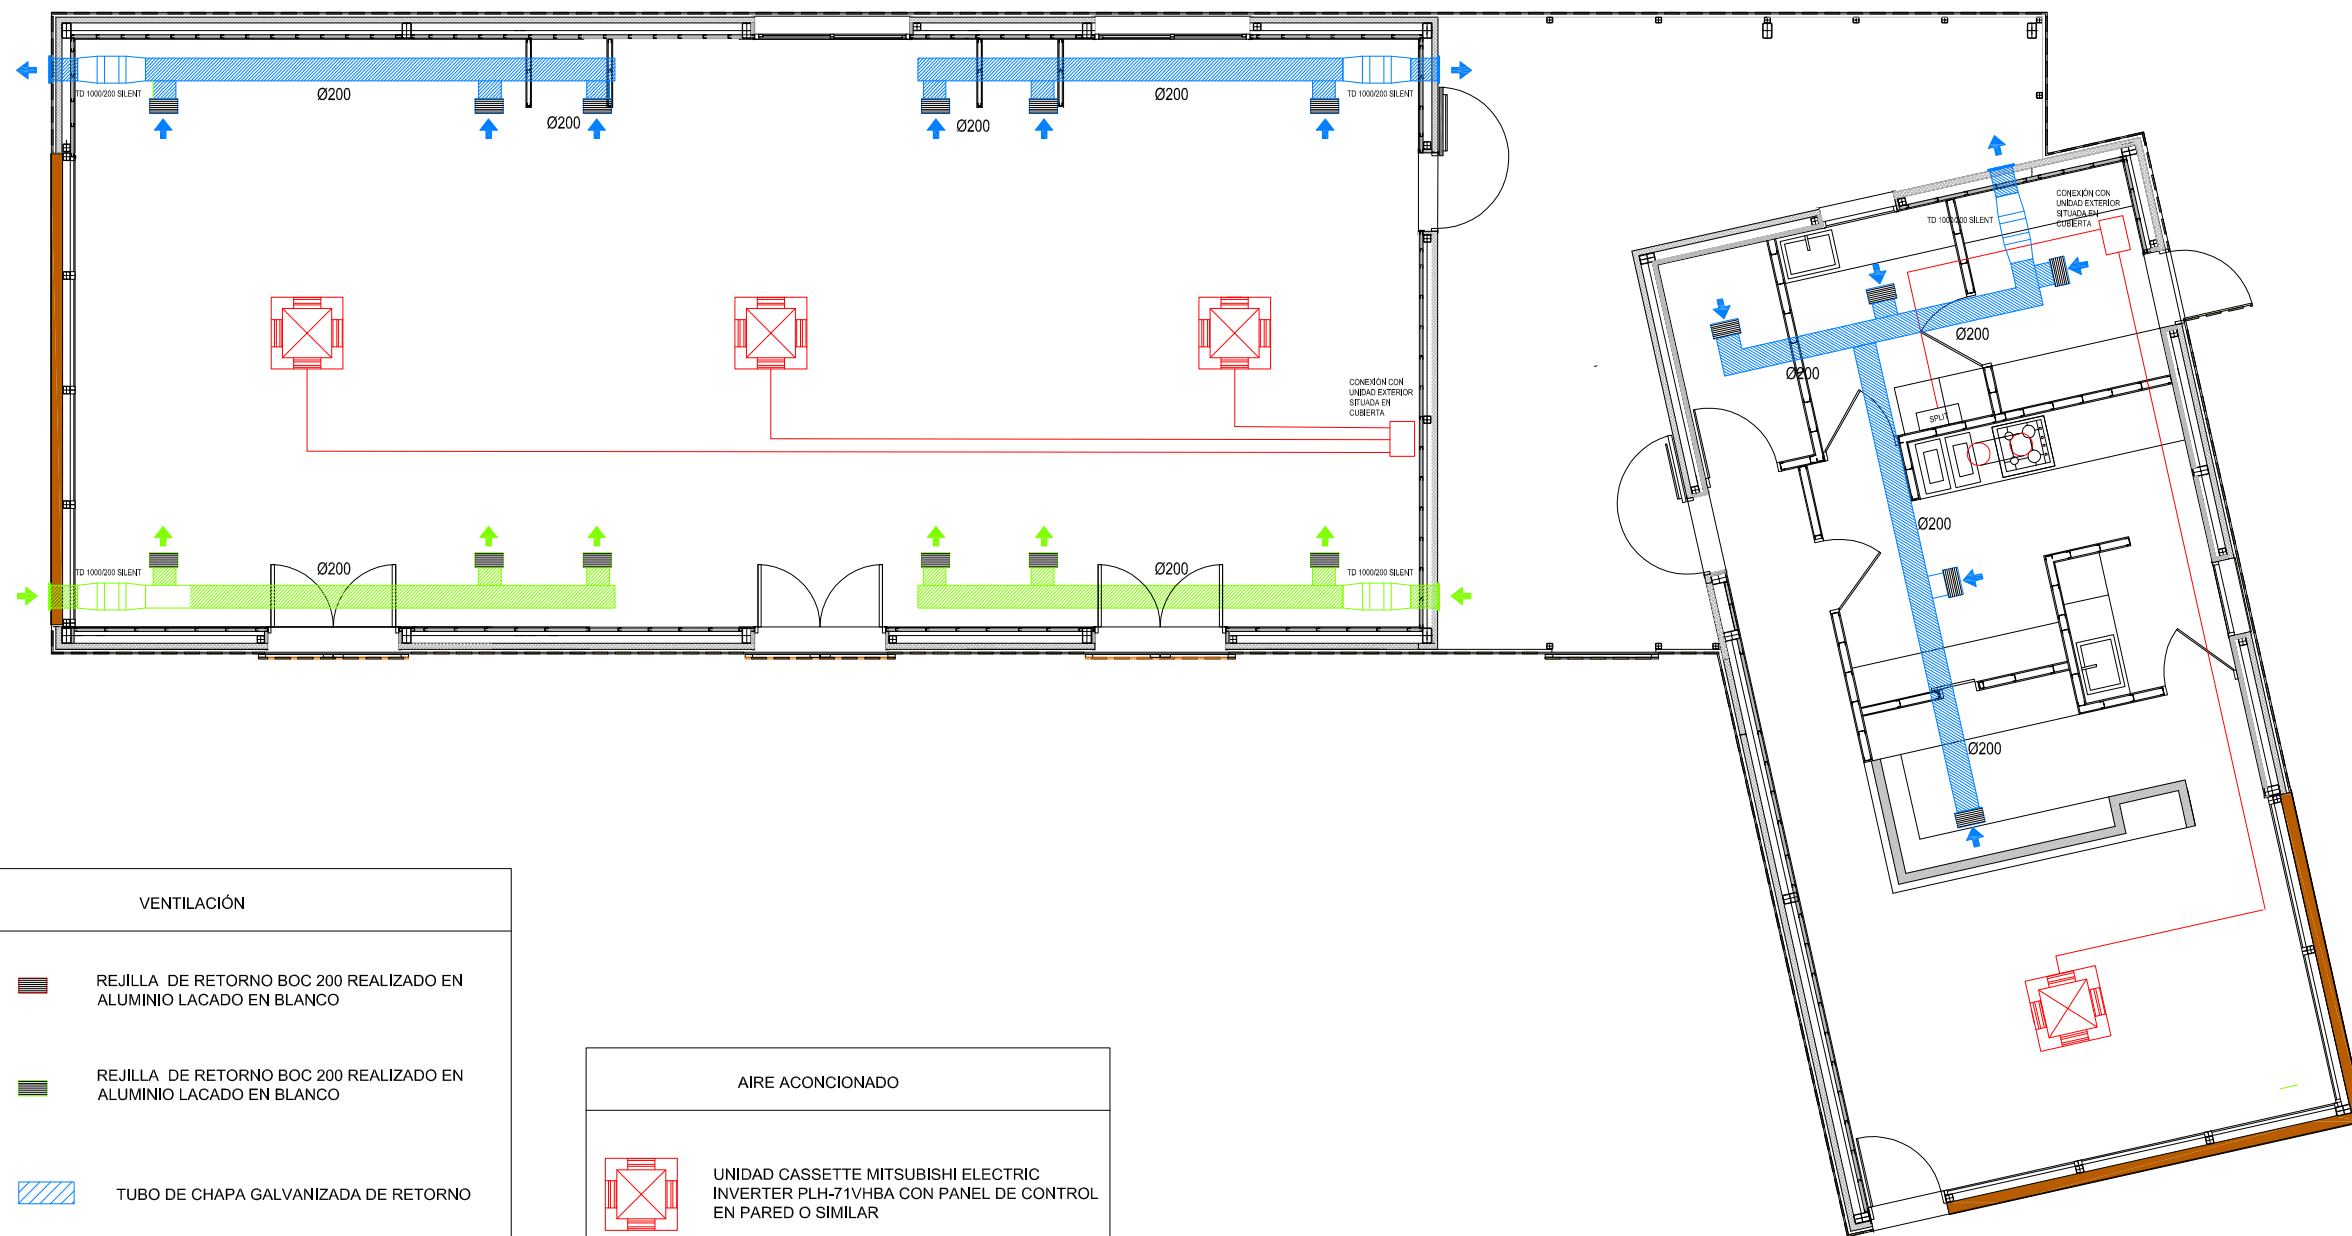 TD 1000/200 SILENT
Ø200
Ø200
Ø200
Ø200
TD 1000/200 SILENT
TD 1000/200 SILENT
CONEXIÓN CON
UNIDAD EXTERIOR
SITUADA EN
CUBIERTA
Ø200
Ø200
CONEXIÓN CON
UNIDAD EXTERIOR
SITUADA EN
CUBIERTA
SPLIT
Ø200
TD 1000/200 SILENT
Ø200
Ø200
TD 1000/200 SILENT
Ø200
VENTILACIÓN
REJILLA DE RETORNO BOC 200 REALIZADO EN
ALUMINIO LACADO EN BLANCO
REJILLA DE RETORNO BOC 200 REALIZADO EN
ALUMINIO LACADO EN BLANCO
TUBO DE CHAPA GALVANIZADA DE RETORNO
AIRE ACONCIONADO
UNIDAD CASSETTE MITSUBISHI ELECTRIC
INVERTER PLH-71VHBA CON PANEL DE CONTROL
EN PARED O SIMILAR